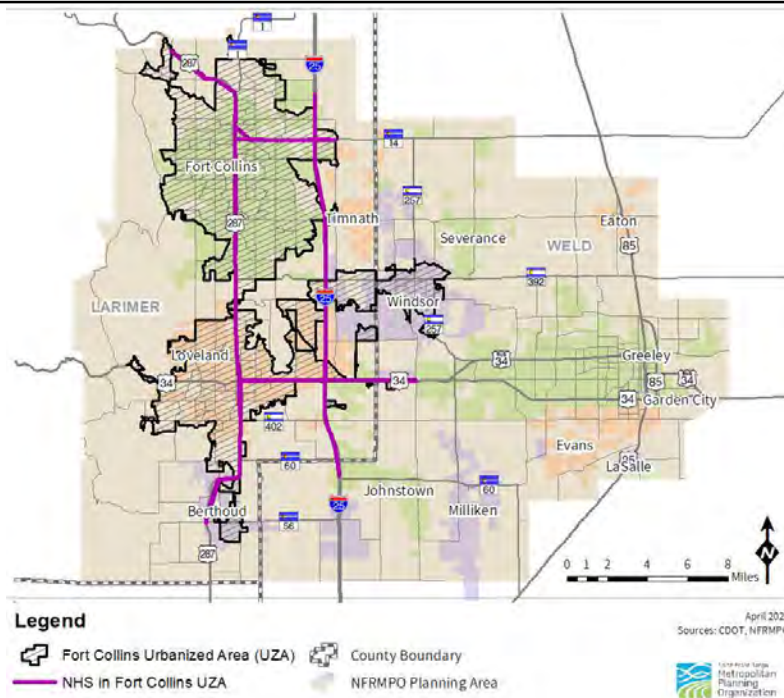 1
287
25
Fort Collins
14
Timnath
257
287
Severance
WELD
Eaton
85
LARIMER
25
Windsor
392
257
Loveland
34
34
34
Greeley
85
34
34
Garden City
402
Evans
60
LaSalle
Johnstown
60
Milliken
25
Berthoud
56
287
N
0 1 2 4 6 8
Miles
Legend
Fort Collins Urbanized Area (UZA)
County Boundary
NHS in Fort Collins UZA
NFRMPO Planning Area
April 202
Sources: CDOT, NFRMPO
Metropolitan
Planning
Organization